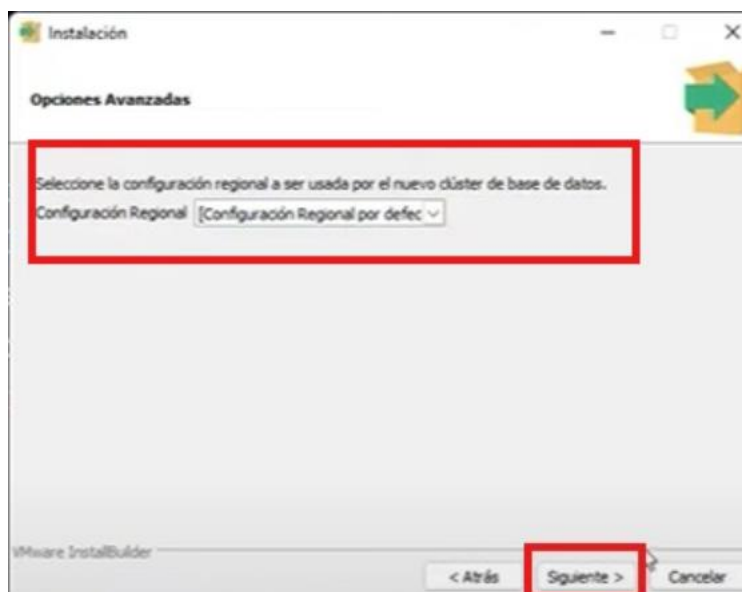 Instalación
Opciones Avanzadas
Seleccione la configuración regional a ser usada por el nuevo clúster de base de datos.
Configuración Regional [Configuración Regional por defec
VMware InstallBuilder
< Atrás Siguiente > Cancelar